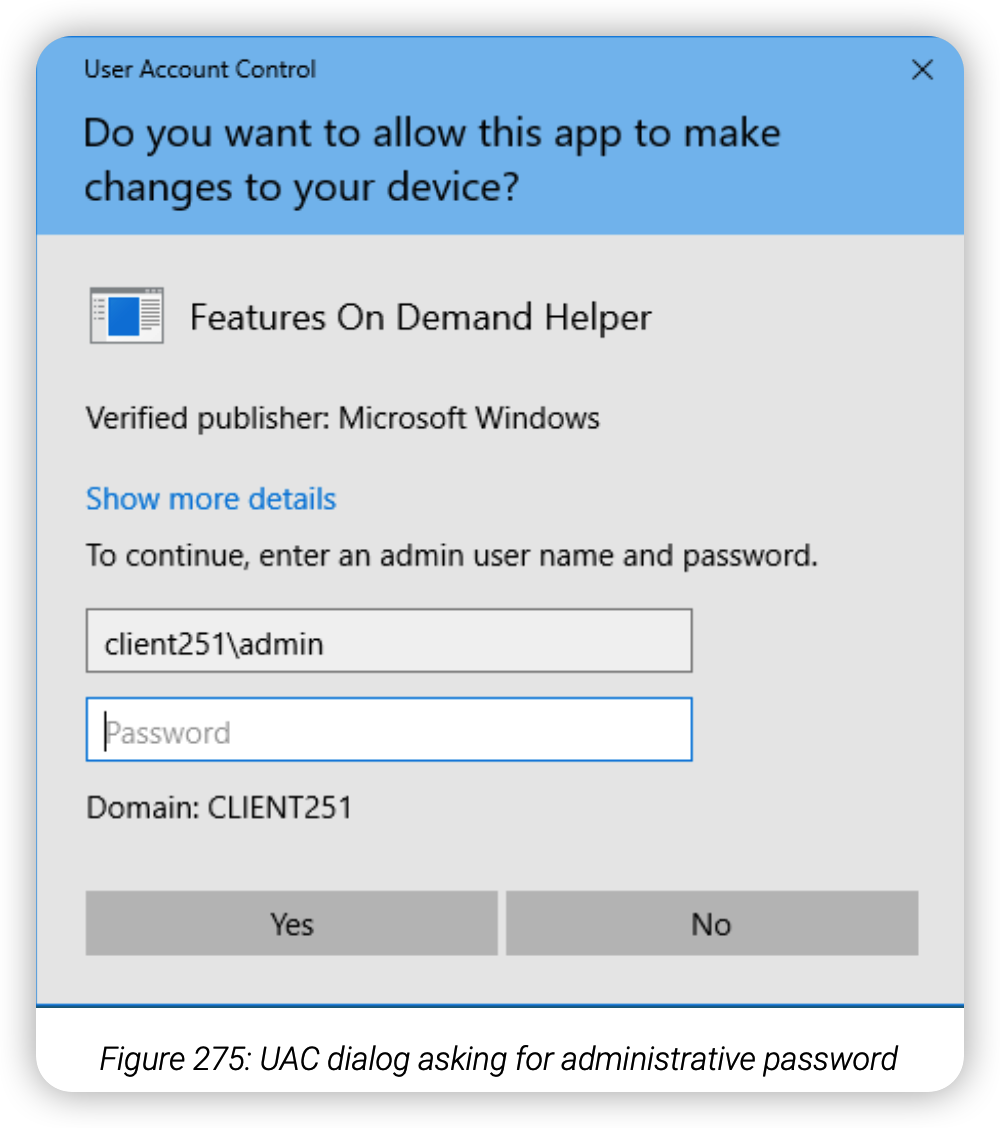 User Account Control
Do you want to allow this app to make
changes to your device?
Features On Demand Helper
Verified publisher: Microsoft Windows
Show more details
To continue, enter an admin user name and password.
client251\admin
Password
Domain: CLIENT251
Yes
No
Figure 275: UAC dialog asking for administrative password